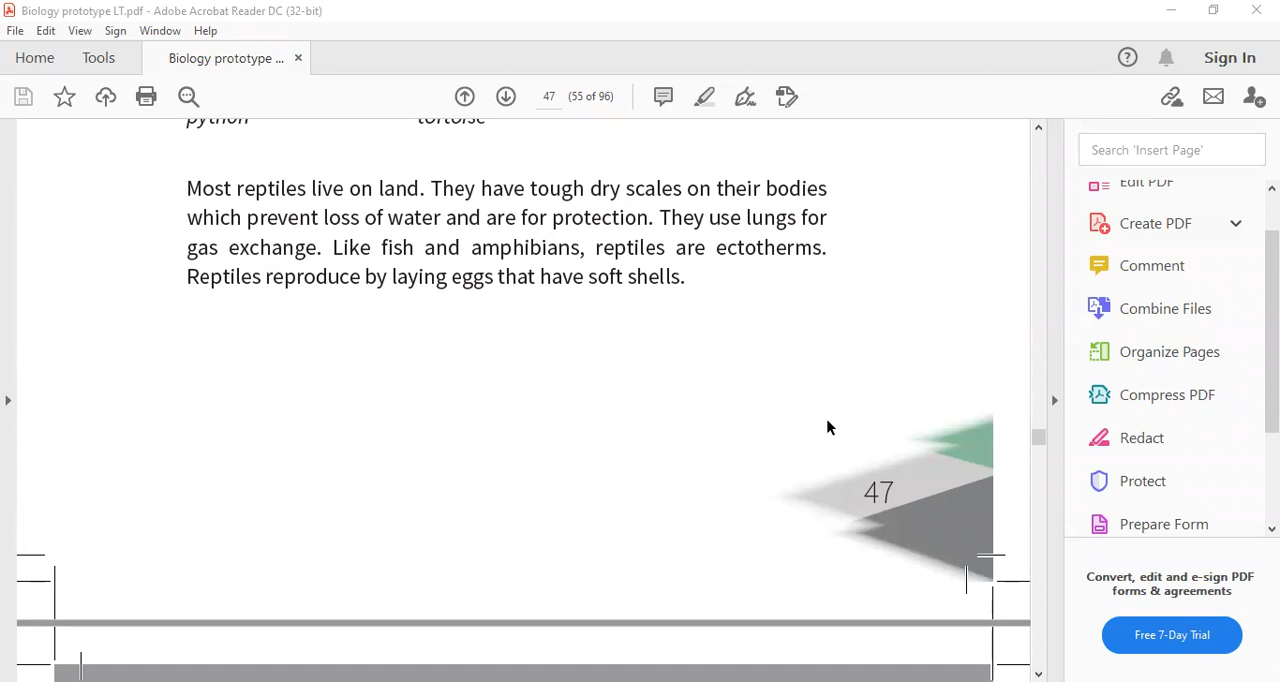 Biology prototype LT.pdf - Adobe Acrobat Reader DC (32-bit)
File Edit View Sign Window Help
Home Tools Biology prototype ... × Sign In
47 (55 of 96)
python tortoise
Most reptiles live on land. They have tough dry scales on their bodies
which prevent loss of water and are for protection. They use lungs for
gas exchange. Like fish and amphibians, reptiles are ectotherms.
Reptiles reproduce by laying eggs that have soft shells.
47
Search 'Insert Page'
Edit PDF
Create PDF
Comment
Combine Files
Organize Pages
Compress PDF
Redact
Protect
Prepare Form
Convert, edit and e-sign PDF
forms & agreements
Free 7-Day Trial